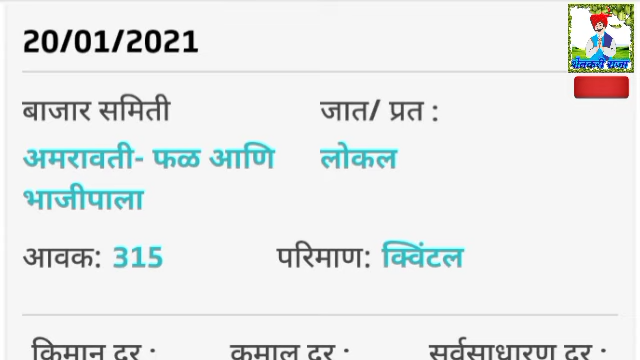 20/01/2021
शेतकरी राजा
बाजार समिती जात/ प्रत :
अमरावती- फळ आणि लोकल
भाजीपाला
आवक: 315 परिमाण: क्विंटल
किमान दर : कमाल दर : सर्वसाधारण दर :